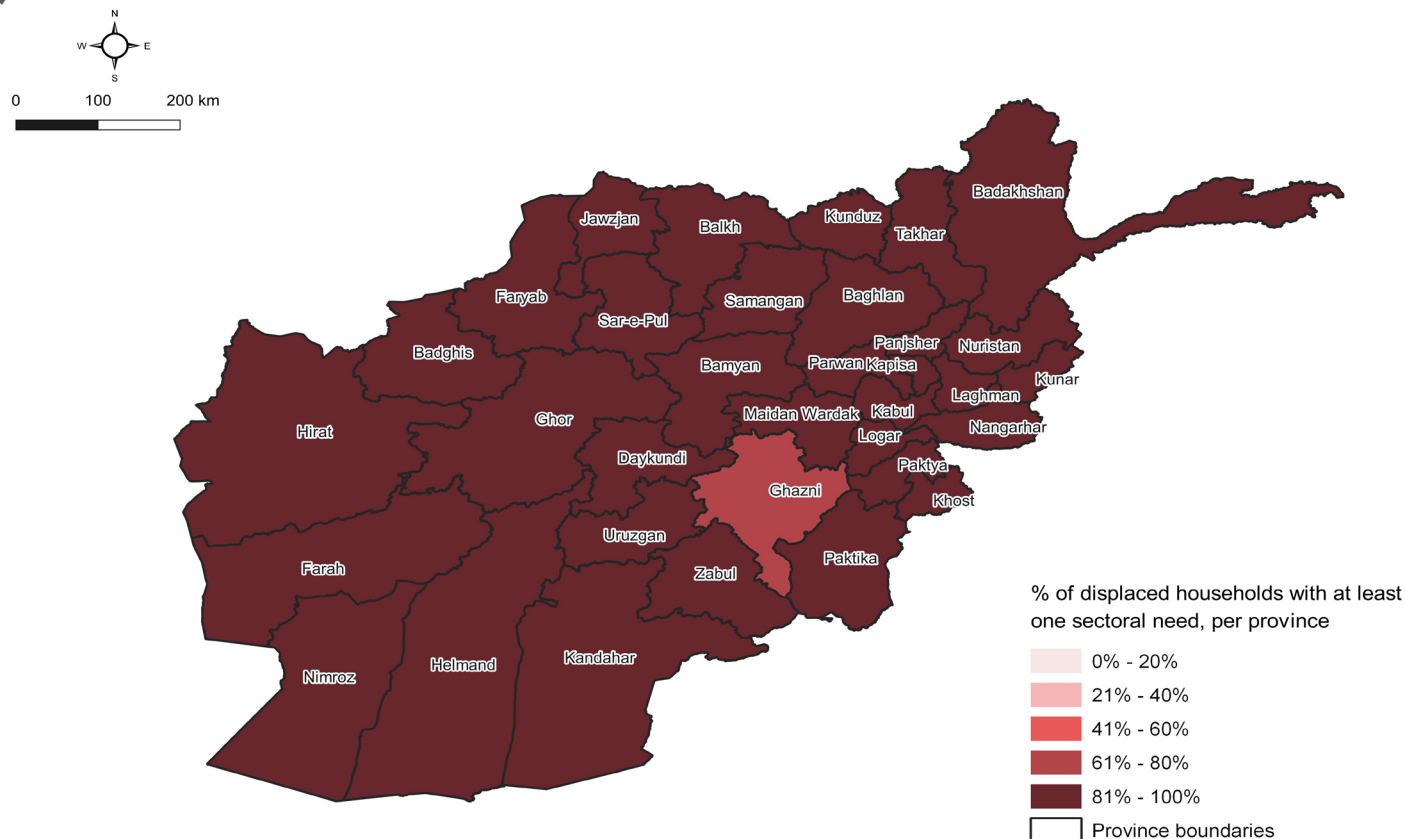 N
W E
S
0 100 200 km
Badakhshan
Jawzjan
Balkh
Kunduz
Takhar
Faryab
Samangan
Baghlan
Sar-e-Pul
Badghis
Panjsher
Nuristan
Bamyan
Parwan
Kapisa
Kunar
Laghman
Hirat
Ghor
Maidan Wardak
Kabul
Nangarhar
Logar
Daykundi
Paktya
Ghazni
Khost
Uruzgan
Paktika
Farah
Zabul
Nimroz
Helmand
Kandahar
% of displaced households with at least
one sectoral need, per province
0% - 20%
21% - 40%
41% - 60%
61% - 80%
81% - 100%
Province boundaries